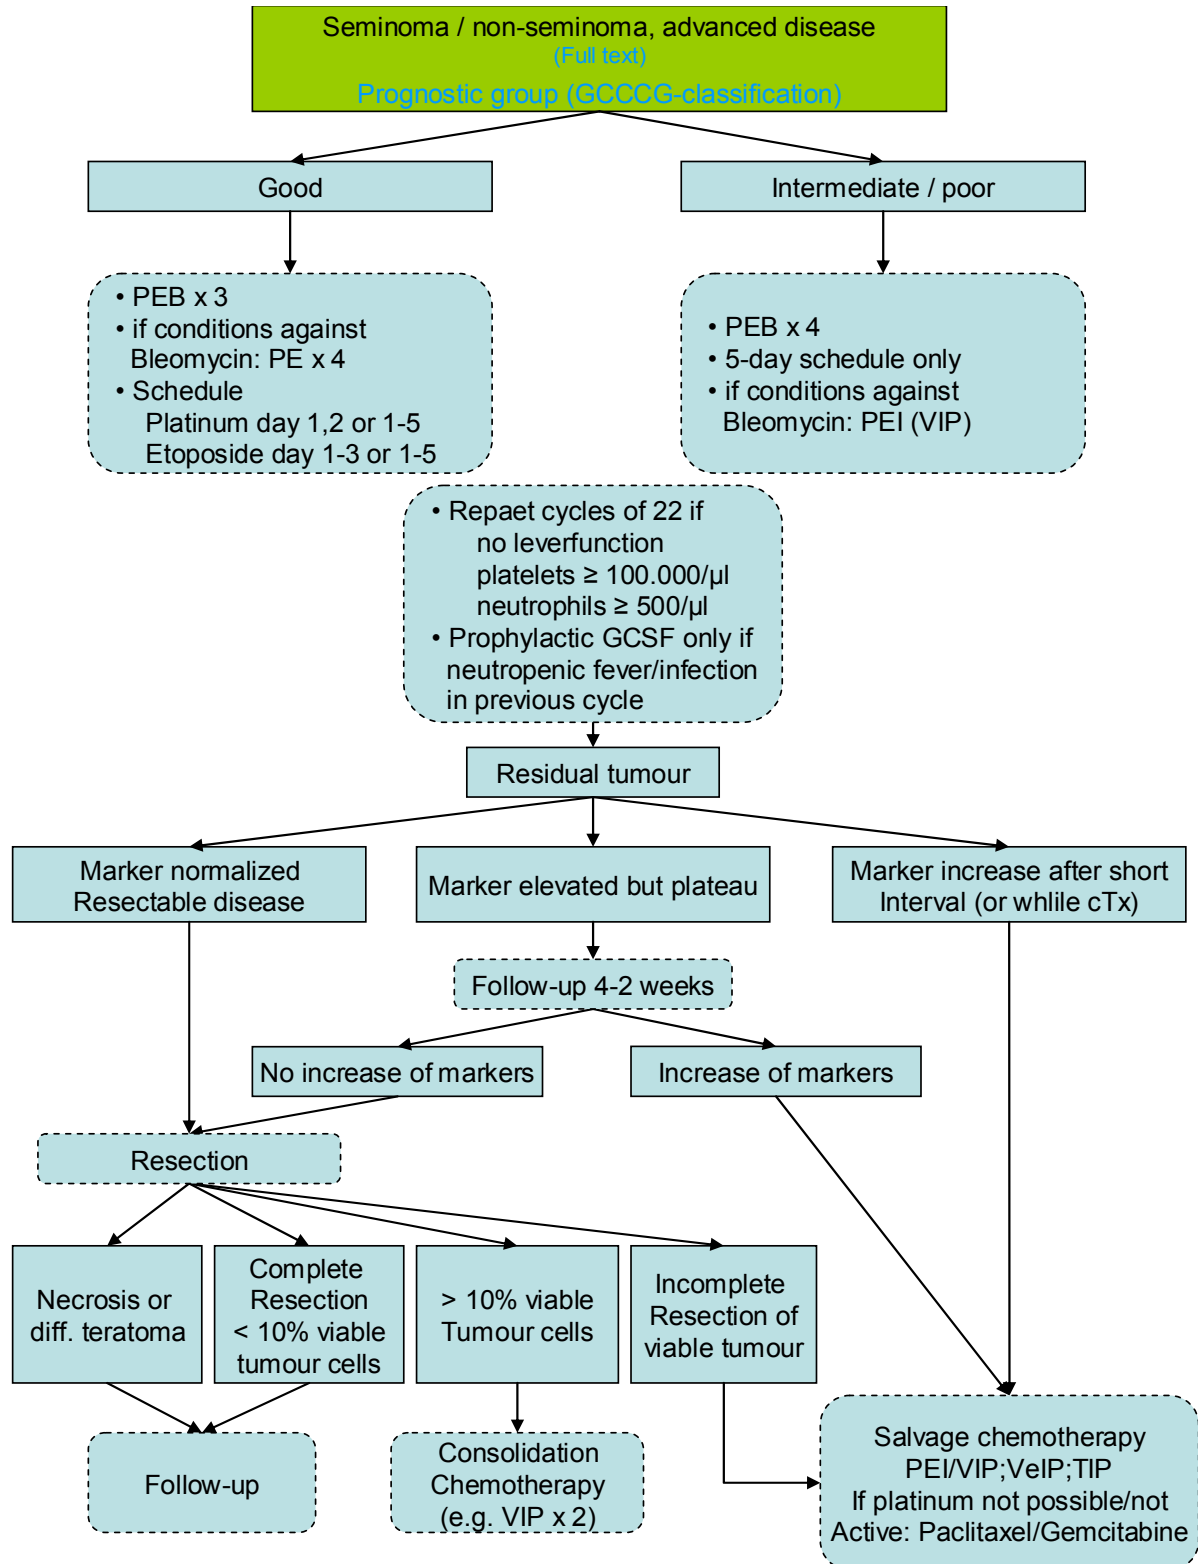 Seminoma / non-seminoma, advanced disease
(Full text)
Prognostic group (GCCCG-classification)
Good
Intermediate / poor
• PEB x 3
• if conditions against
Bleomycin: PE x 4
• Schedule
Platinum day 1,2 or 1-5
Etoposide day 1-3 or 1-5
• PEB x 4
• 5-day schedule only
• if conditions against
Bleomycin: PEI (VIP)
• Repaet cycles of 22 if
no leverfunction
platelets ≥ 100.000/µl
neutrophils ≥ 500/µl
• Prophylactic GCSF only if
neutropenic fever/infection
in previous cycle
Residual tumour
Marker normalized
Resectable disease
Marker elevated but plateau
Marker increase after short
Interval (or whlile cTx)
Follow-up 4-2 weeks
No increase of markers
Increase of markers
Resection
Necrosis or
diff. teratoma
Complete
Resection
< 10% viable
tumour cells
> 10% viable
Tumour cells
Incomplete
Resection of
viable tumour
Follow-up
Consolidation
Chemotherapy
(e.g. VIP x 2)
Salvage chemotherapy
PEI/VIP;VeIP;TIP
If platinum not possible/not
Active: Paclitaxel/Gemcitabine